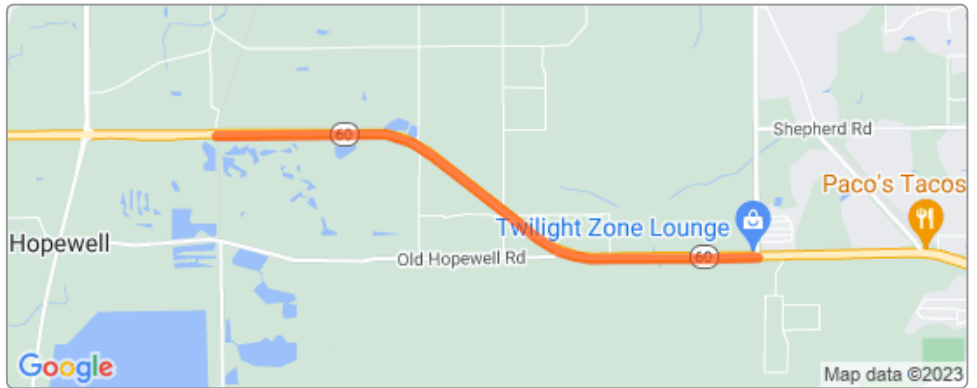 60
Shepherd Rd
Paco's Tacos
Twilight Zone Lounge
Hopewell
Old Hopewell Rd
60
Google
Map data ©2023